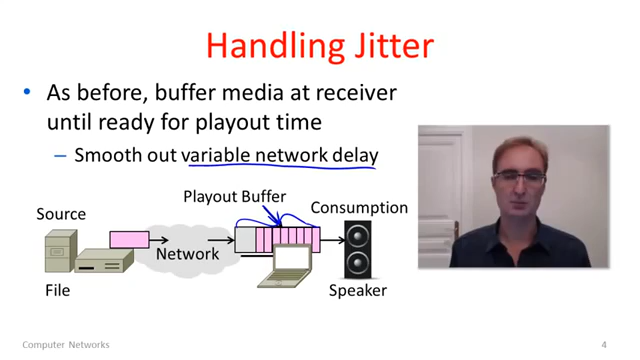 Handling Jitter
• As before, buffer media at receiver
until ready for playout time
– Smooth out variable network delay
Playout Buffer
Source
Consumption
Network
File
Speaker
Computer Networks
4